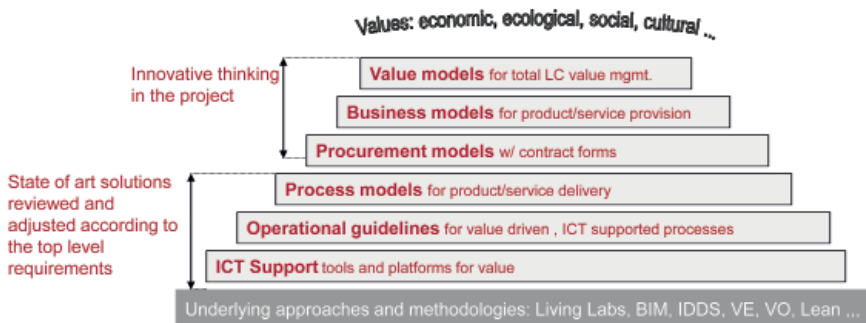 Values: economic, ecological, social, cultural ...
Innovative thinking
in the project
Value models for total LC value mgmt.
Business models for product/service provision
Procurement models w/ contract forms
State of art solutions
reviewed and
adjusted according to
the top level
requirements
Process models for product/service delivery
Operational guidelines for value driven , ICT supported processes
ICT Support tools and platforms for value
Underlying approaches and methodologies: Living Labs, BIM, IDDS, VE, VO, Lean ,,,